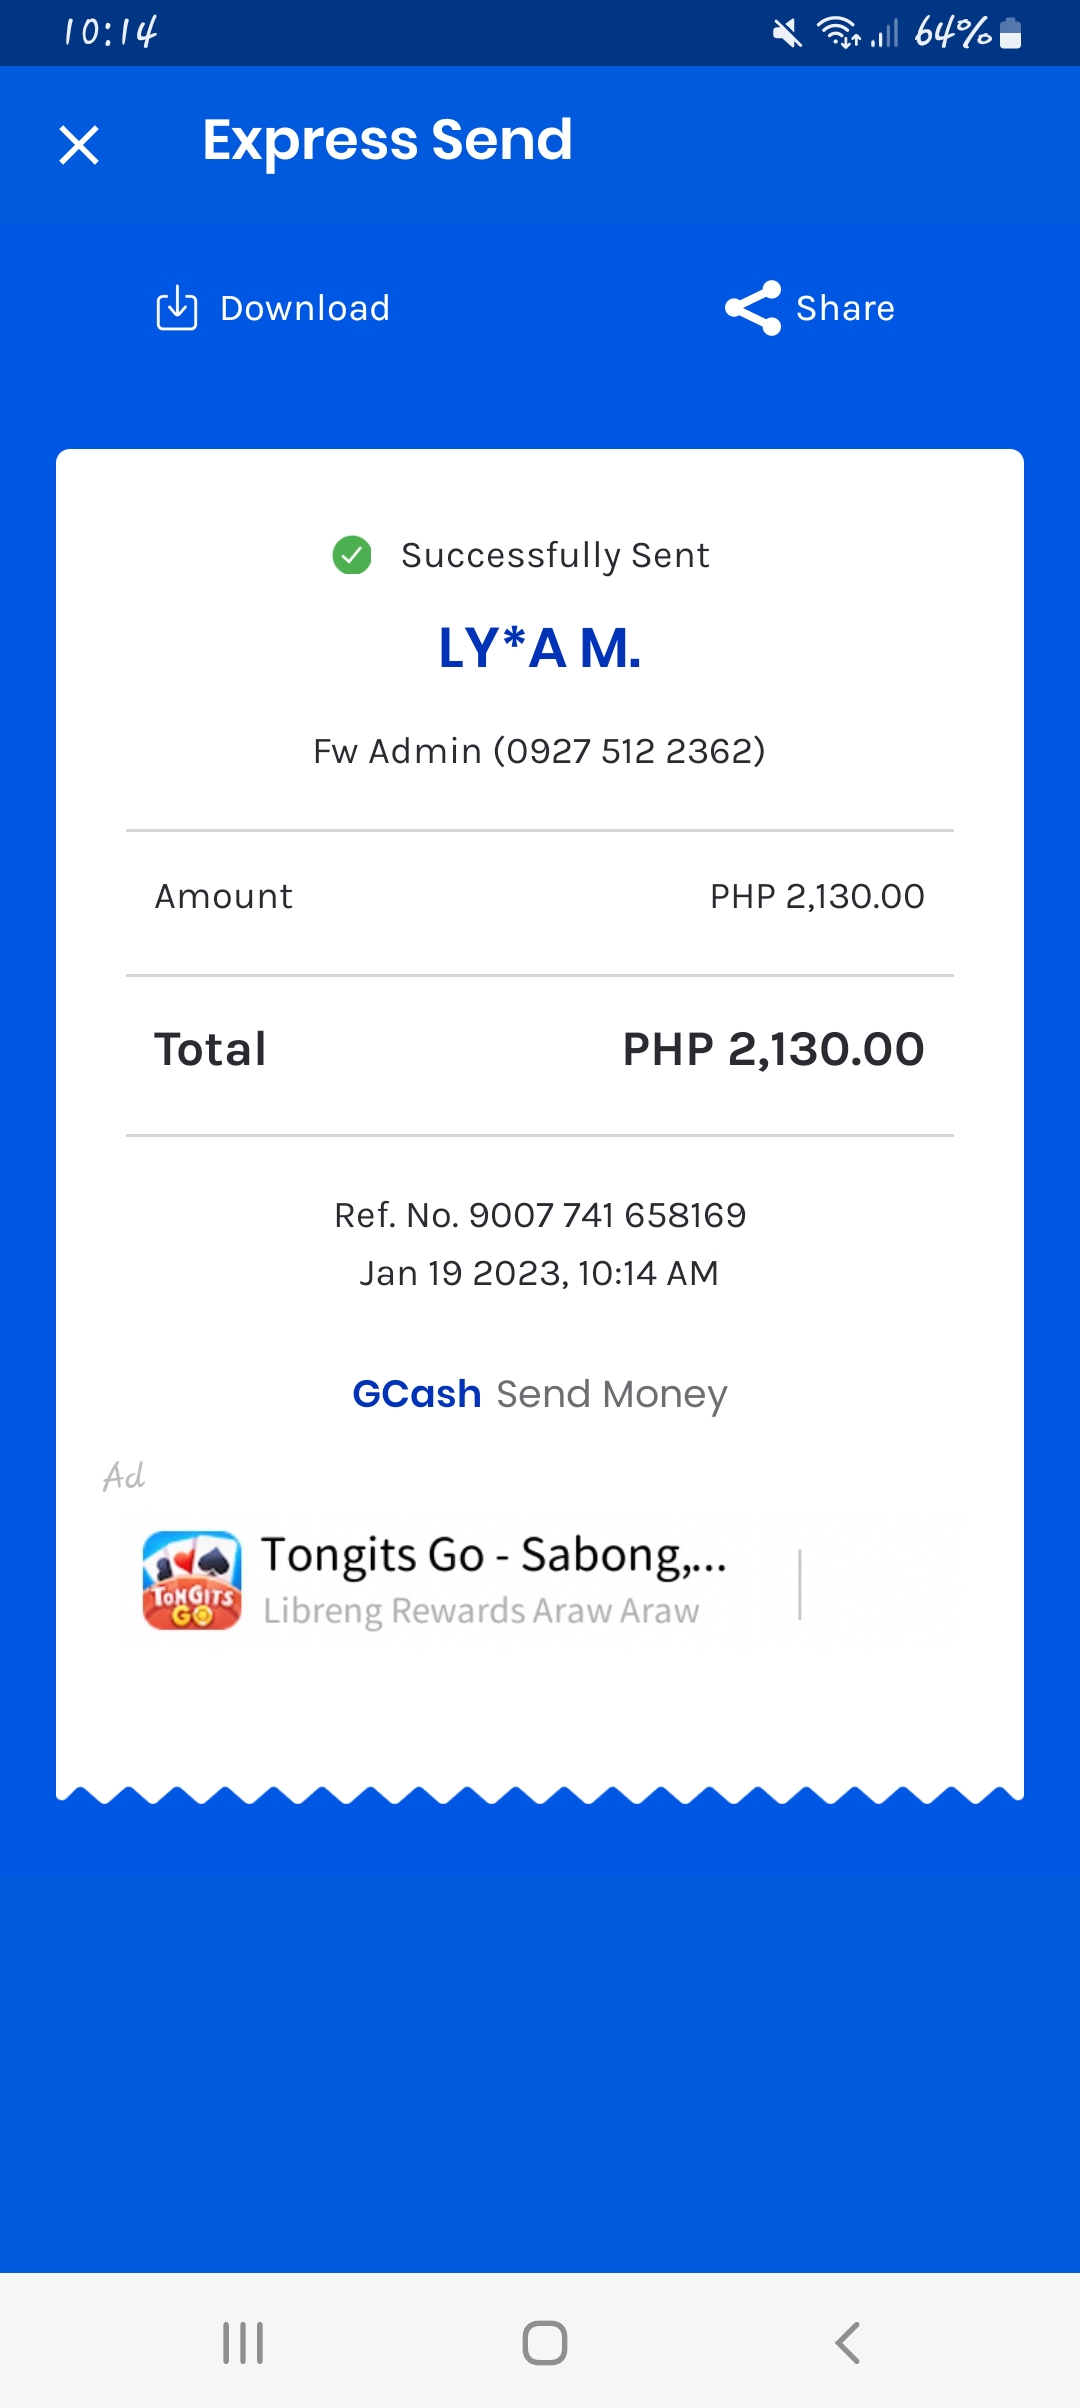 10:14
64%
Express Send
Download
Share
Successfully Sent
LY*A M.
Fw Admin (0927 512 2362)
Amount PHP 2,130.00
Total PHP 2,130.00
Ref. No. 9007 741 658169
Jan 19 2023, 10:14 AM
GCash Send Money
Ad
TONGITS GO
Tongits Go - Sabong,...
Libreng Rewards Araw Araw